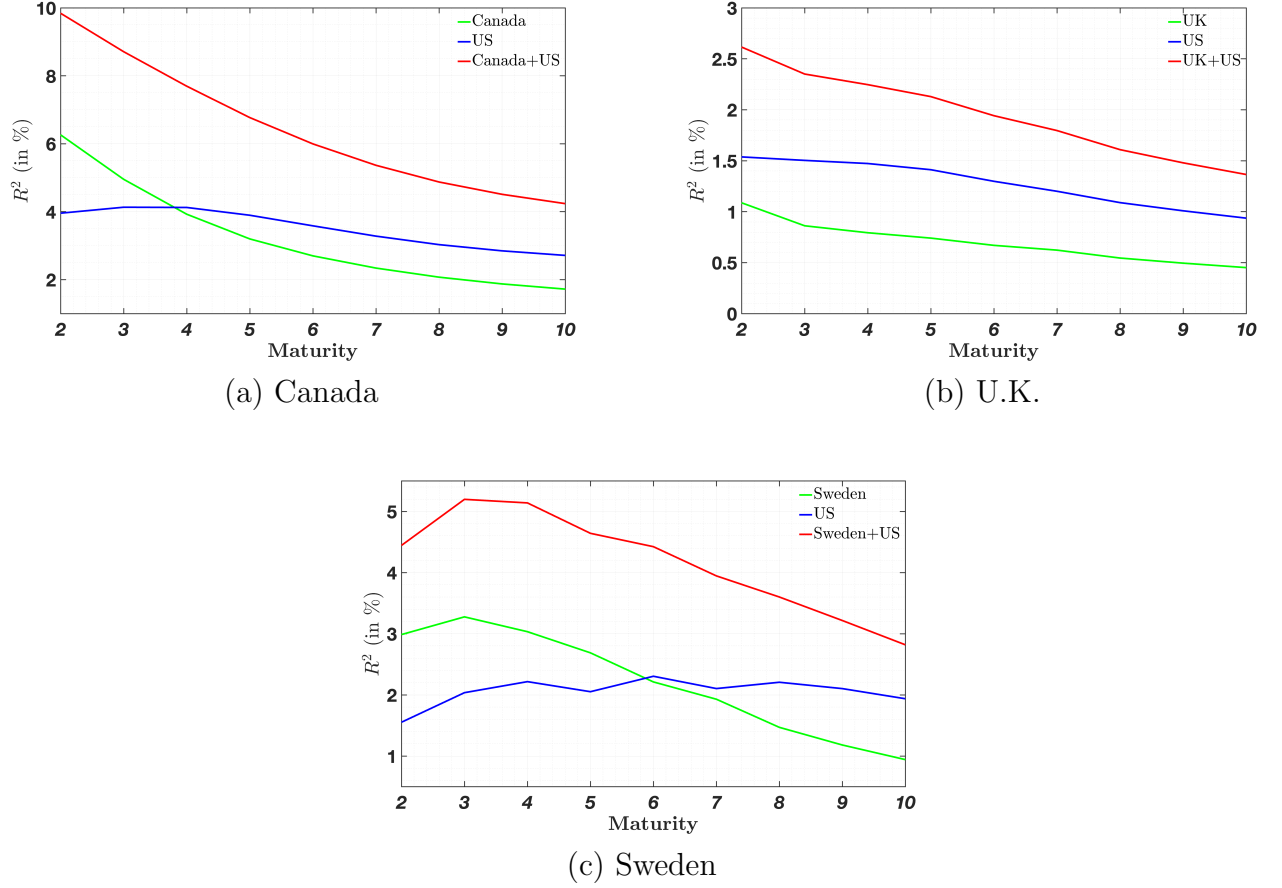 10
8
6
4
2
R² (in %)
Canada
US
Canada+US
2 3 4 5 6 7 8 9 10
Maturity
(a) Canada
3
2.5
2
1.5
1
0.5
0
R² (in %)
UK
US
UK+US
2 3 4 5 6 7 8 9 10
Maturity
(b) U.K.
5
4
3
2
1
R² (in %)
Sweden
US
Sweden+US
2 3 4 5 6 7 8 9 10
Maturity
(c) Sweden